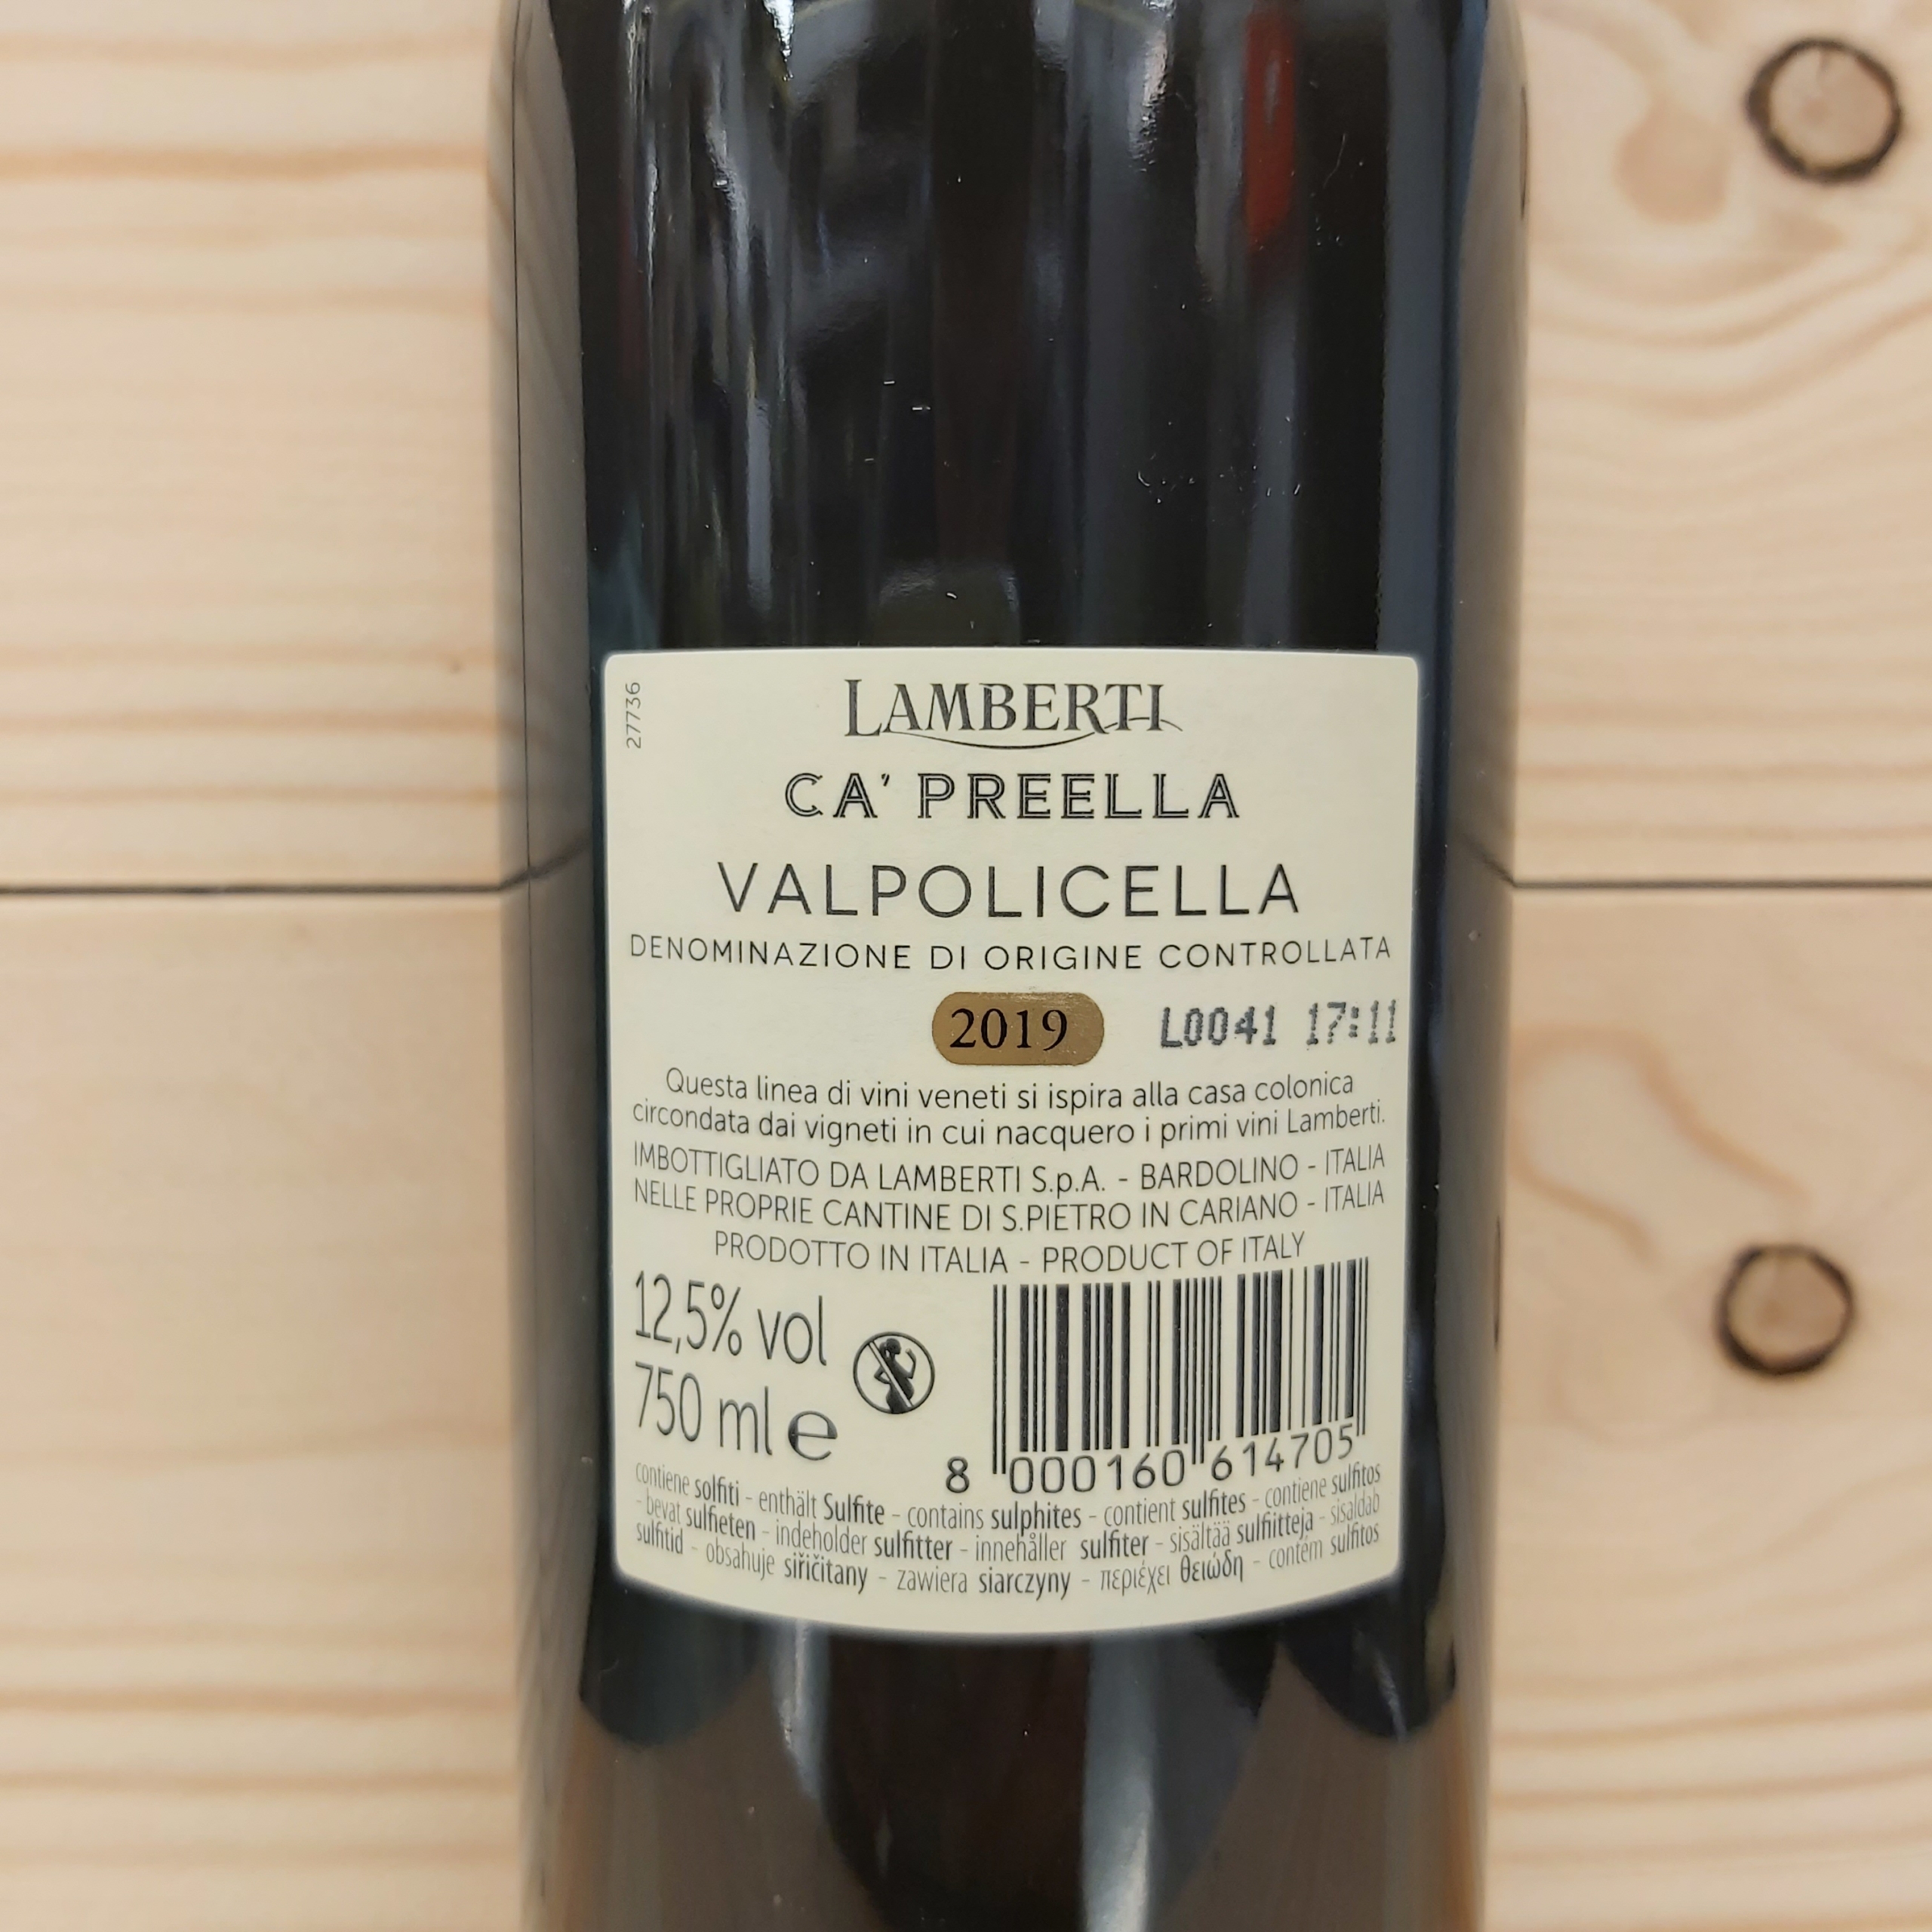 27736
LAMBERTI
CA' PREELLA
VALPOLICELLA
DENOMINAZIONE DI ORIGINE CONTROLLATA
2019 L0041 17:11
Questa linea di vini veneti si ispira alla casa colonica
circondata dai vigneti in cui nacquero i primi vini Lamberti.
IMBOTTIGLIATO DA LAMBERTI S.p.A. - BARDOLINO - ITALIA
NELLE PROPRIE CANTINE DI S.PIETRO IN CARIANO - ITALIA
PRODOTTO IN ITALIA - PRODUCT OF ITALY
12,5% vol
750 ml e
8 000160 614705
contiene solfiti - enthält Sulfite - contains sulphites - contient sulfites - contiene sulfitos
- bevat sulfieten - indeholder sulfitter - innehåller sulfiter - sisältää sulfiitteja - sisaldab
sulfitid - obsahuje siřičitany - zawiera siarczyny - περιέχει θειώδη - contém sulfitos